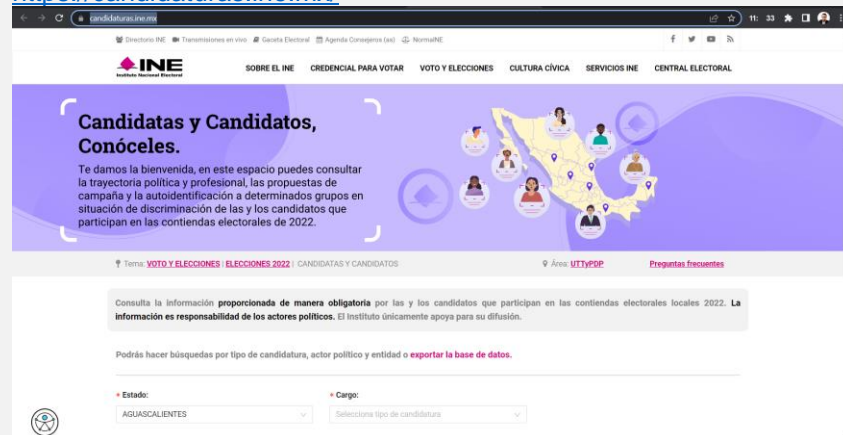 https://candidaturas.ine.mx/
candidaturas.ine.mx
11: 33
Directorio INE Transmisiones en vivo Gaceta Electoral Agenda Consejeros (as) NormaINE
INE
Instituto Nacional Electoral
SOBRE EL INE CREDENCIAL PARA VOTAR VOTO Y ELECCIONES CULTURA CÍVICA SERVICIOS INE CENTRAL ELECTORAL
Candidatas y Candidatos,
Conóceles.
Te damos la bienvenida, en este espacio puedes consultar
la trayectoria política y profesional, las propuestas de
campaña y la autoidentificación a determinados grupos en
situación de discriminación de las y los candidatos que
participan en las contiendas electorales de 2022.
Tema: VOTO Y ELECCIONES | ELECCIONES 2022 | CANDIDATAS Y CANDIDATOS Área: UTTyPDP Preguntas frecuentes
Consulta la información proporcionada de manera obligatoria por las y los candidatos que participan en las contiendas electorales locales 2022. La
información es responsabilidad de los actores políticos. El Instituto únicamente apoya para su difusión.
Podrás hacer búsquedas por tipo de candidatura, actor político y entidad o exportar la base de datos.
* Estado: * Cargo:
AGUASCALIENTES Selecciona tipo de candidatura